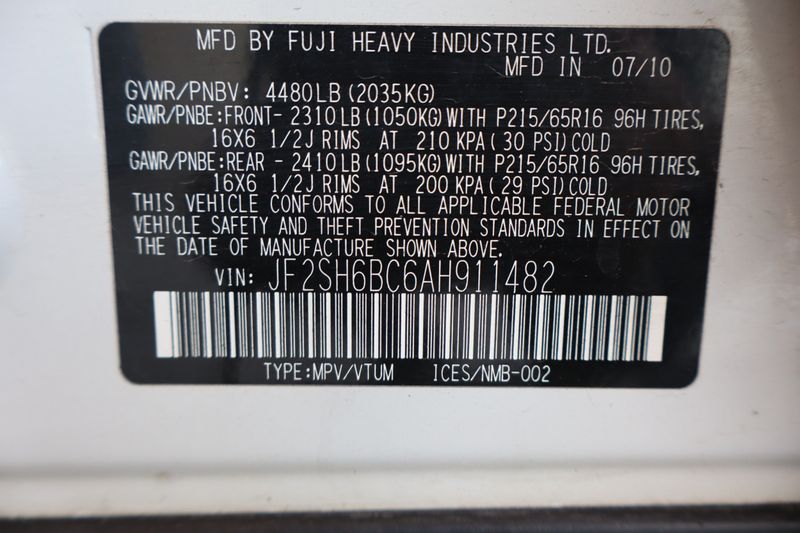 MFD BY FUJI HEAVY INDUSTRIES LTD.
MFD IN 07/10
GVWR/PNBV: 4480LB(2035KG)
GAWR/PNBE:FRONT- 2310LB(1050KG)WITH P215/65R16 96H TIRES,
16X6 1/2J RIMS AT 210 KPA( 30 PSI)COLD
GAWR/PNBE:REAR - 2410LB(1095KG)WITH P215/65R16 96H TIRES,
16X6 1/2J RIMS AT 200 KPA( 29 PSI)COLD
THIS VEHICLE CONFORMS TO ALL APPLICABLE FEDERAL MOTOR
VEHICLE SAFETY AND THEFT PREVENTION STANDARDS IN EFFECT ON
THE DATE OF MANUFACTURE SHOWN ABOVE.
VIN: JF2SH6BC6AH911482
TYPE:MPV/VTUM ICES/NMB-002